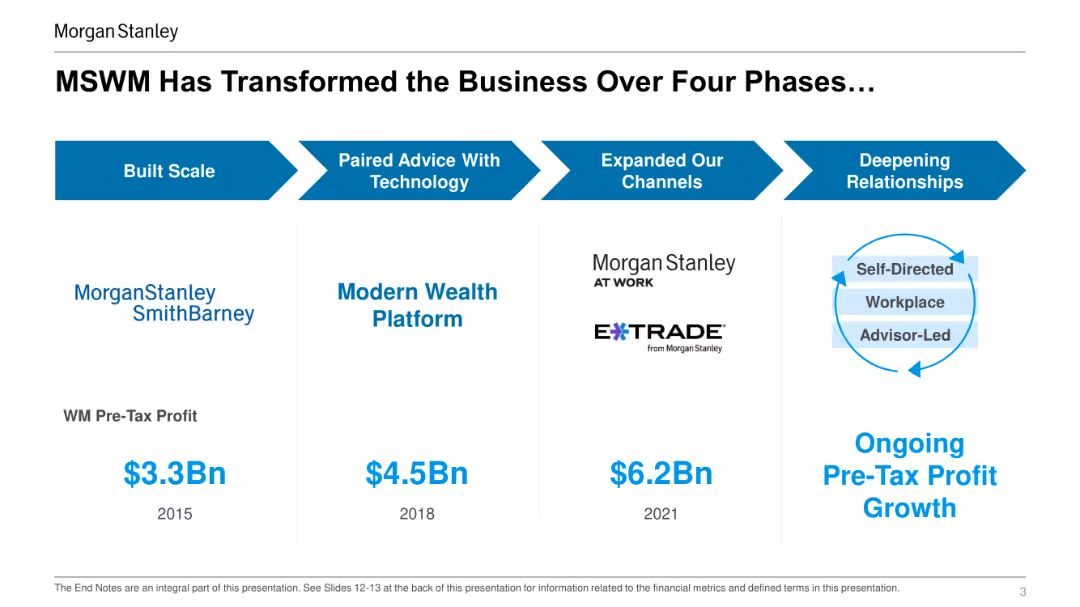 Morgan Stanley
MSWM Has Transformed the Business Over Four Phases…
Built Scale
Paired Advice With
Technology
Expanded Our
Channels
Deepening
Relationships
MorganStanley
SmithBarney
Modern Wealth
Platform
Morgan Stanley
AT WORK
E*TRADE®
from Morgan Stanley
Self-Directed
Workplace
Advisor-Led
WM Pre-Tax Profit
$3.3Bn
2015
$4.5Bn
2018
$6.2Bn
2021
Ongoing
Pre-Tax Profit
Growth
The End Notes are an integral part of this presentation. See Slides 12-13 at the back of this presentation for information related to the financial metrics and defined terms in this presentation.
3